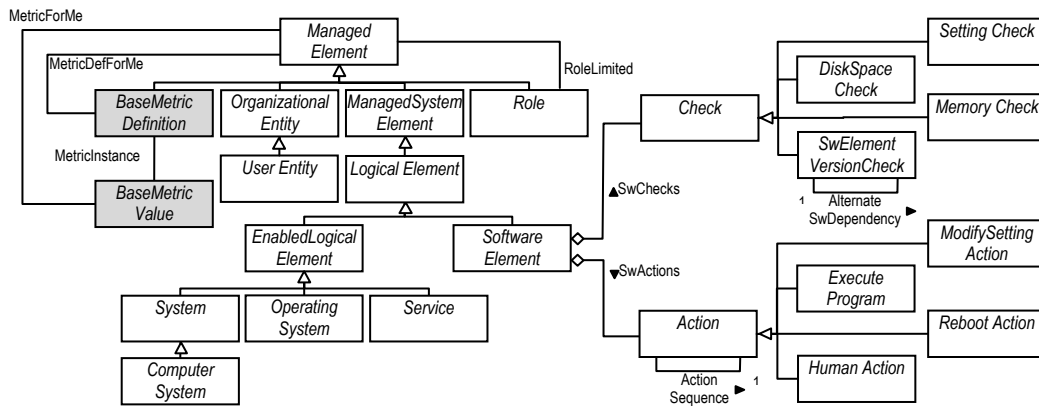 MetricForMe
Managed
Element
MetricDefForMe
RoleLimited
BaseMetric
Definition
Organizational
Entity
ManagedSystem
Element
Role
MetricInstance
User Entity
Logical Element
BaseMetric
Value
EnabledLogical
Element
Software
Element
System
Operating
System
Service
Computer
System
▲SwChecks
▼SwActions
Check
Setting Check
DiskSpace
Check
Memory Check
SwElement
VersionCheck
1
Alternate
SwDependency ►
Action
Action
Sequence ►
1
ModifySetting
Action
Execute
Program
Reboot Action
Human Action